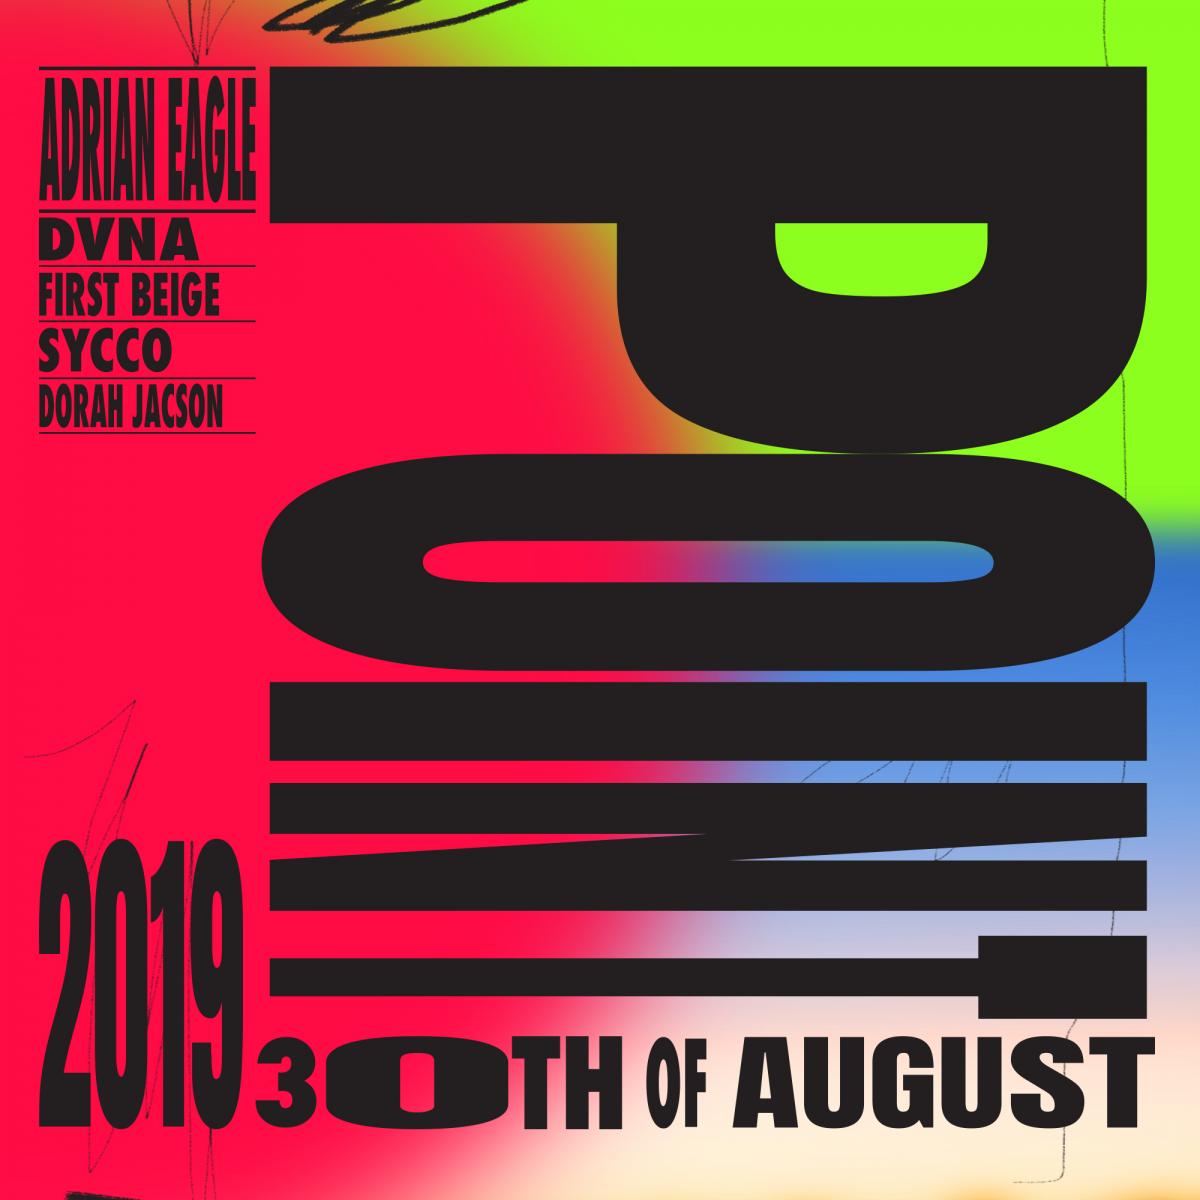 ADRIAN EAGLE
DVNA
FIRST BEIGE
SYCCO
DORAH JACSON
POINT
2019
30TH OF AUGUST